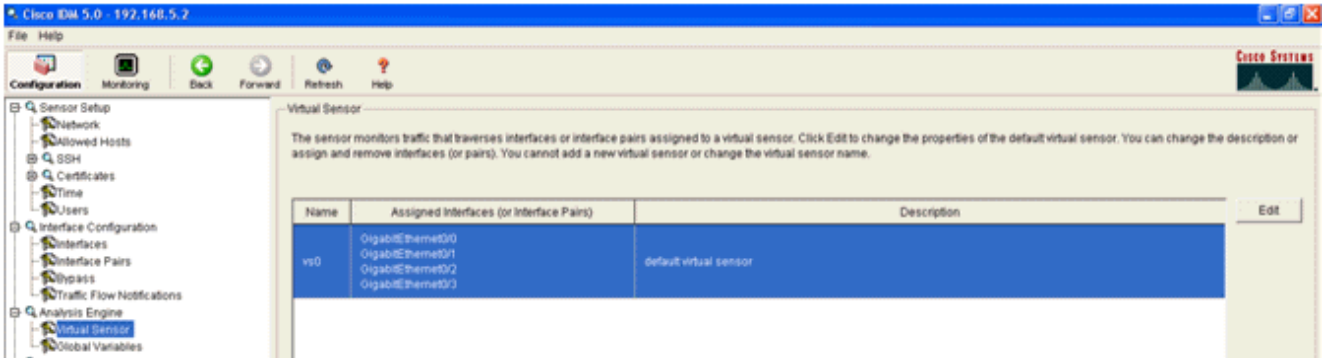 Cisco IDM 5.0 - 192.168.5.2
File Help
Configuration Monitoring Back Forward Refresh Help
CISCO SYSTEMS
Sensor Setup
Network
Allowed Hosts
SSH
Certificates
Time
Users
Interface Configuration
Interfaces
Interface Pairs
Bypass
Traffic Flow Notifications
Analysis Engine
Virtual Sensor
Global Variables
Virtual Sensor
The sensor monitors traffic that traverses interfaces or interface pairs assigned to a virtual sensor. Click Edit to change the properties of the default virtual sensor. You can change the description or
assign and remove interfaces (or pairs). You cannot add a new virtual sensor or change the virtual sensor name.
Name Assigned Interfaces (or Interface Pairs) Description Edit
GigabitEthernet0/0
GigabitEthernet0/1
vs0 default virtual sensor
GigabitEthernet0/2
GigabitEthernet0/3